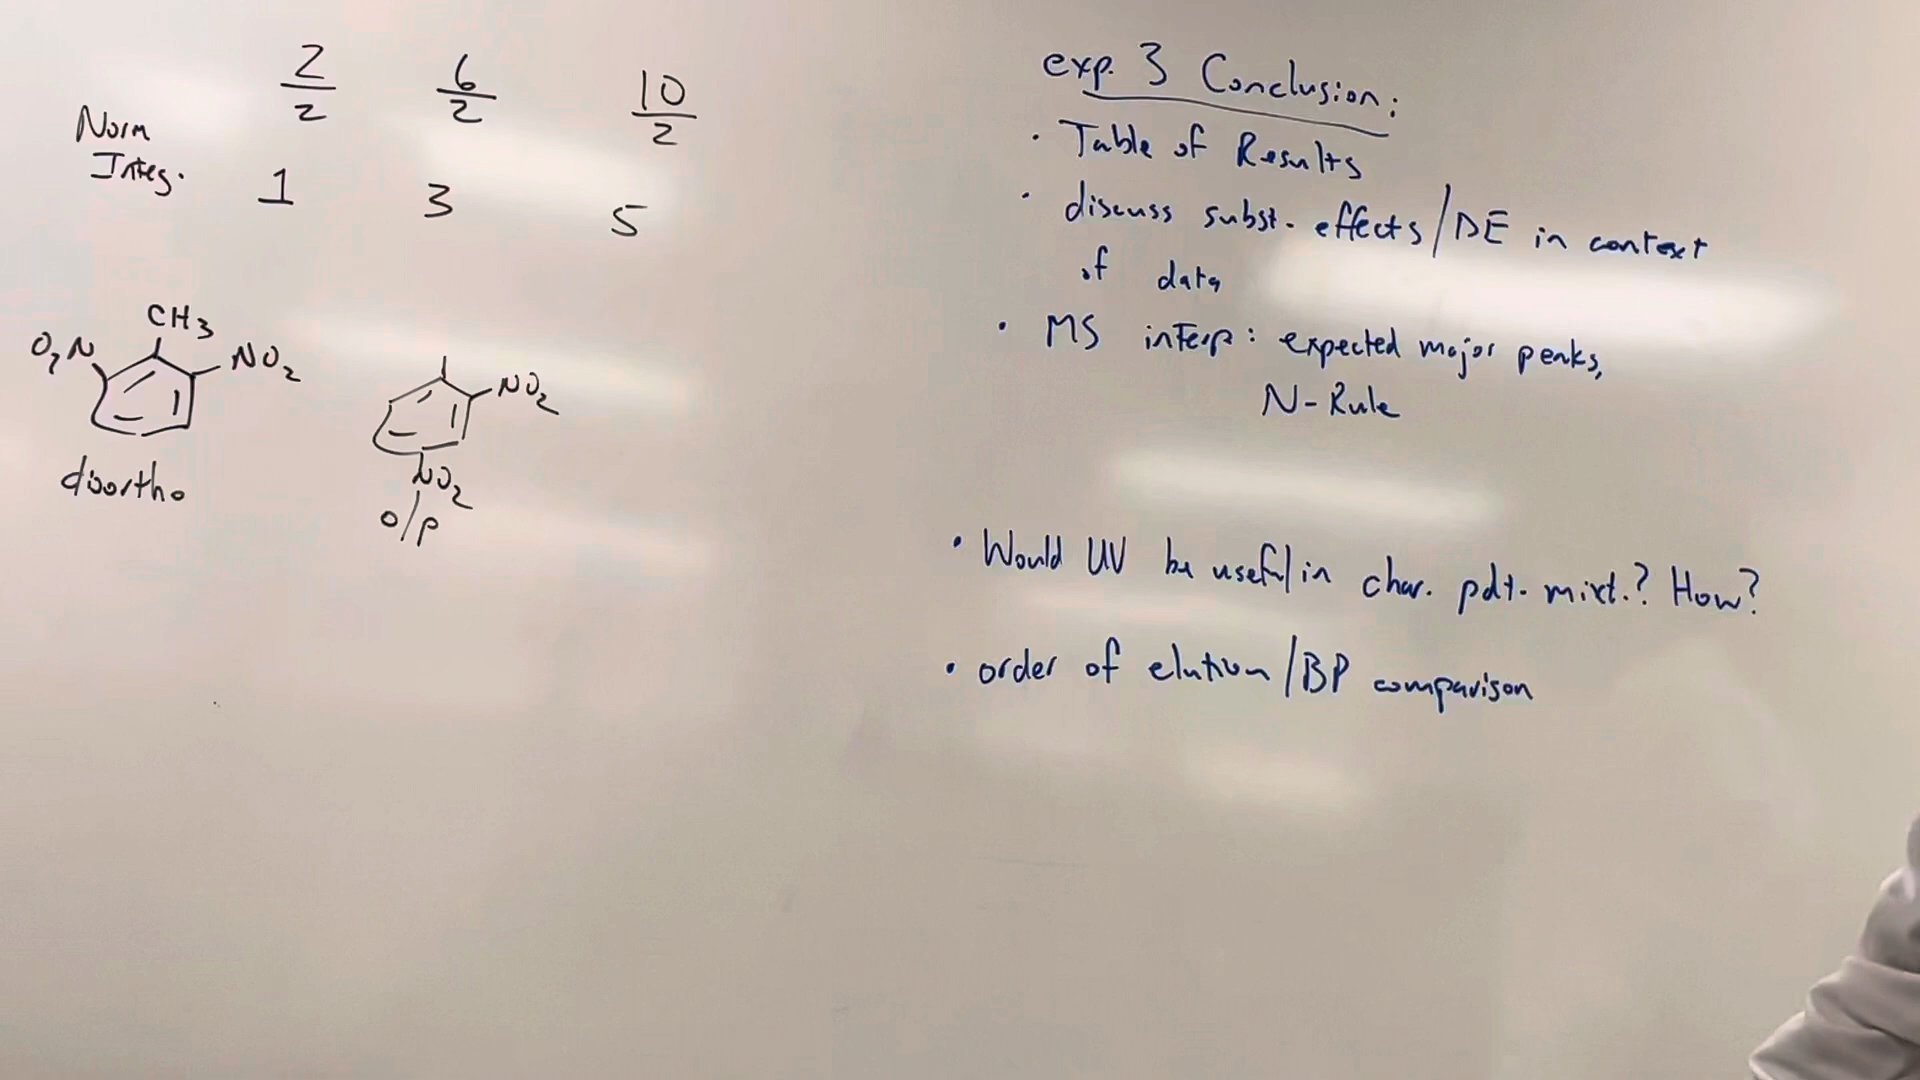 2/2 6/2 10/2
Norm
Integ. 1 3 5
CH3
O2N NO2
NO2
NO2
diortho
o/p
exp. 3 Conclusion:
• Table of Results
• discuss subst. effects/DE in context
of data
• MS interp: expected major peaks,
N-Rule
• Would UV be useful in char. pdt. mixt.? How?
• order of elution/BP comparison